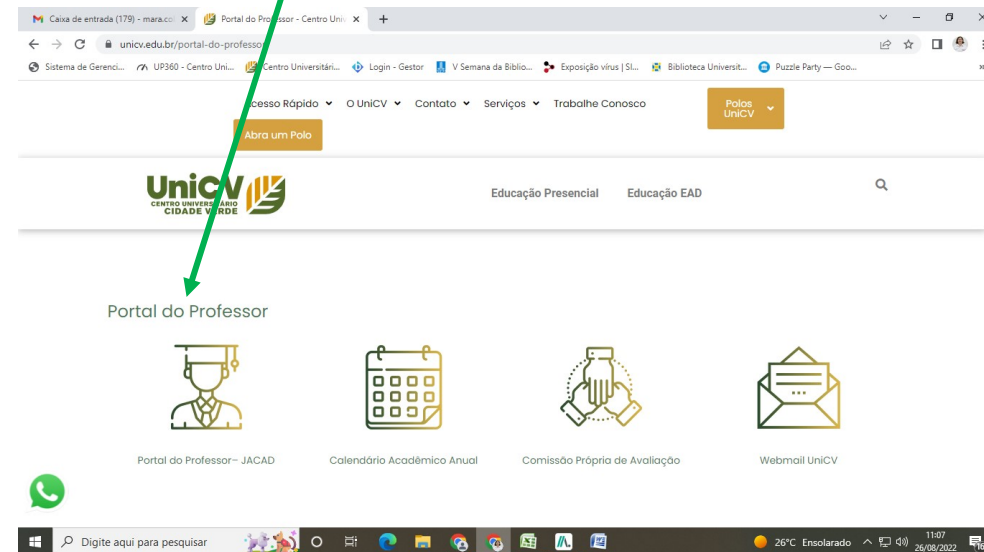 Caixa de entrada (179) - mara.co
Portal do Professor - Centro Univ
unicv.edu.br/portal-do-professor
Sistema de Gerenci...
UP360 - Centro Uni...
Centro Universitári...
Login - Gestor
V Semana da Biblio...
Exposição vírus | Sl...
Biblioteca Universit...
Puzzle Party — Goo...
Acesso Rápido
O UniCV
Contato
Serviços
Trabalhe Conosco
Polos
UniCV
Abra um Polo
UniCV
CENTRO UNIVERSITÁRIO
CIDADE VERDE
Educação Presencial
Educação EAD
Portal do Professor
Portal do Professor– JACAD
Calendário Acadêmico Anual
Comissão Própria de Avaliação
Webmail UniCV
Digite aqui para pesquisar
26°C Ensolarado
11:07
26/08/2022